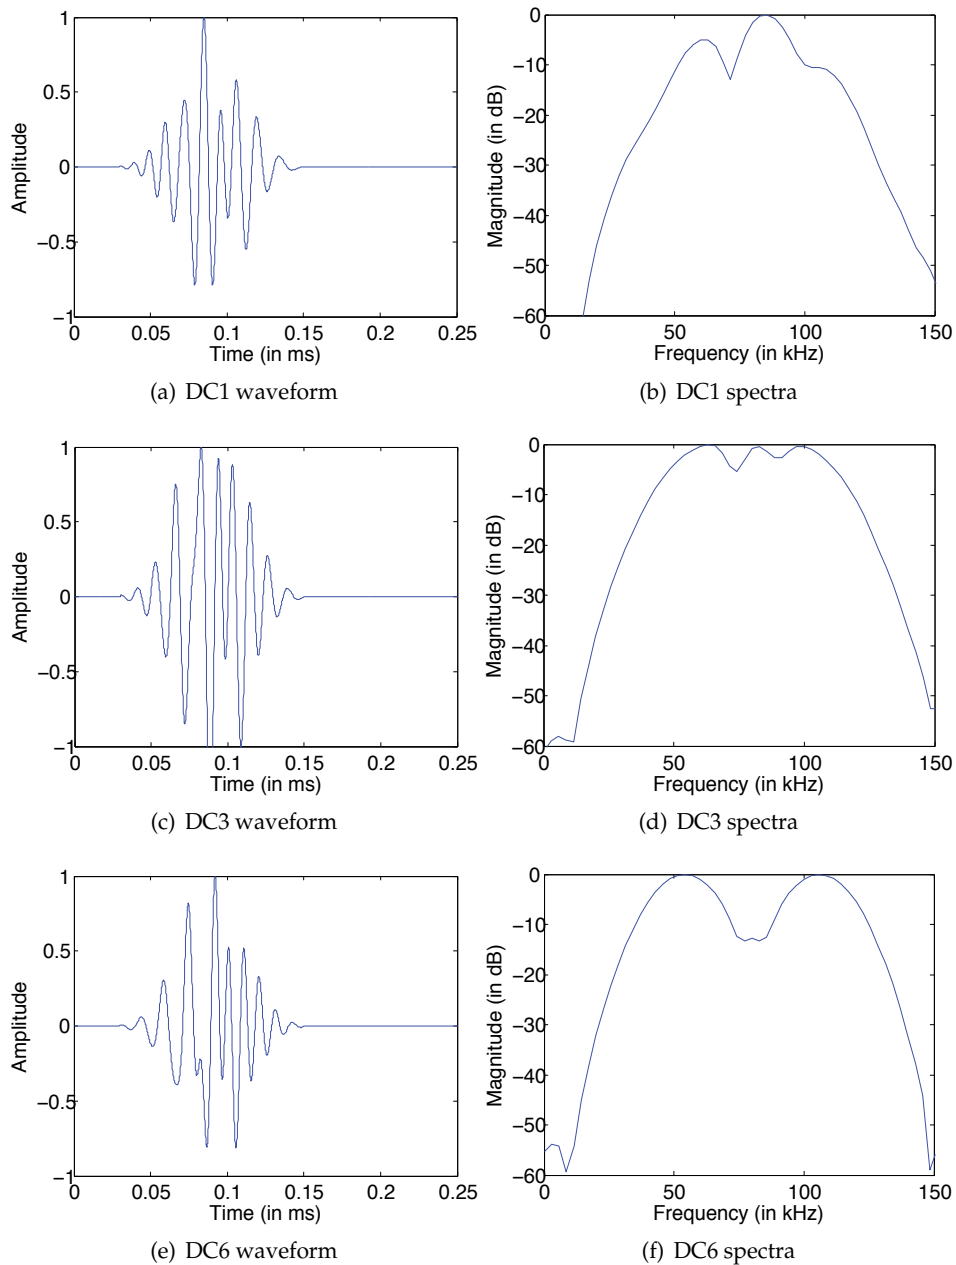 1
0.5
0
−0.5
−1
Amplitude
0 0.05 0.1 0.15 0.2 0.25
Time (in ms)
(a) DC1 waveform
0
−10
−20
−30
−40
−50
−60
Magnitude (in dB)
0 50 100 150
Frequency (in kHz)
(b) DC1 spectra
1
0.5
0
−0.5
−1
Amplitude
0 0.05 0.1 0.15 0.2 0.25
Time (in ms)
(c) DC3 waveform
0
−10
−20
−30
−40
−50
−60
Magnitude (in dB)
0 50 100 150
Frequency (in kHz)
(d) DC3 spectra
1
0.5
0
−0.5
−1
Amplitude
0 0.05 0.1 0.15 0.2 0.25
Time (in ms)
(e) DC6 waveform
0
−10
−20
−30
−40
−50
−60
Magnitude (in dB)
0 50 100 150
Frequency (in kHz)
(f) DC6 spectra